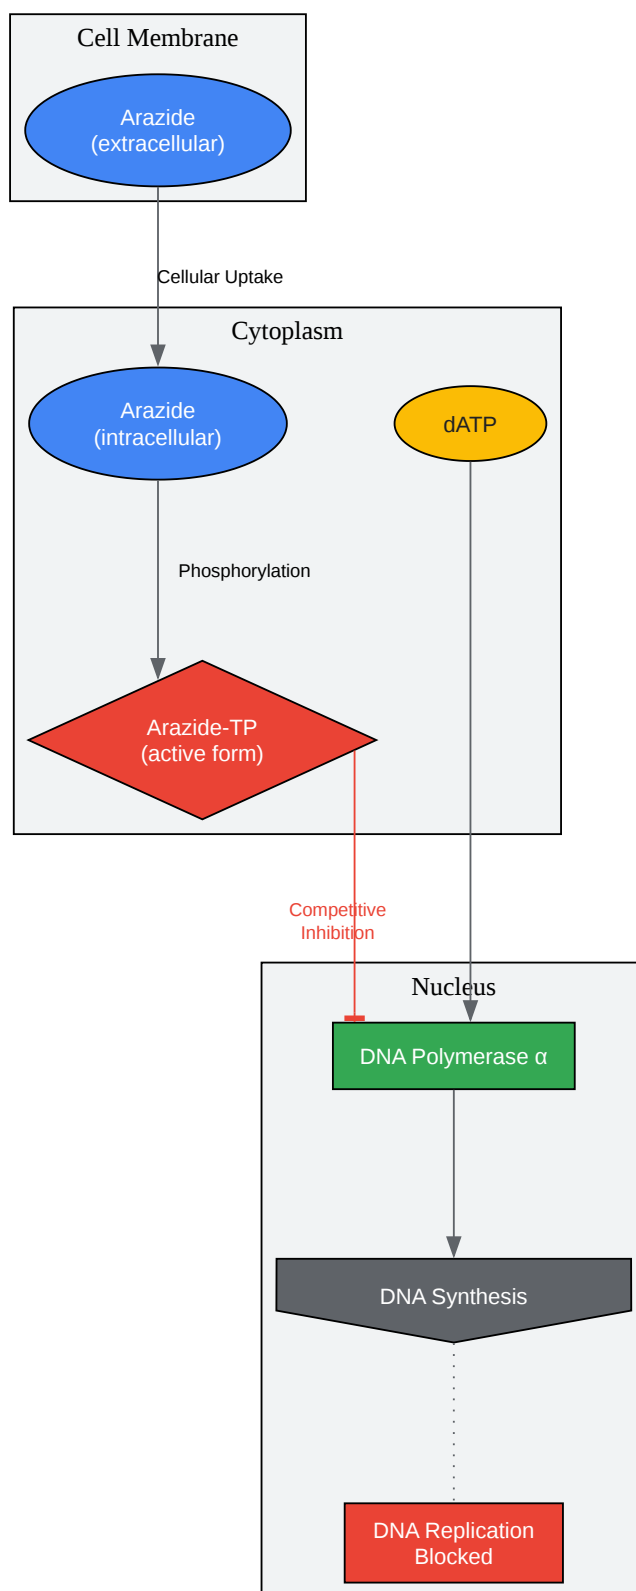 Cell Membrane
Arazide
(extracellular)
Cellular Uptake
Cytoplasm
Arazide
(intracellular)
dATP
Phosphorylation
Arazide-TP
(active form)
Competitive
Inhibition
Nucleus
DNA Polymerase α
DNA Synthesis
DNA Replication
Blocked